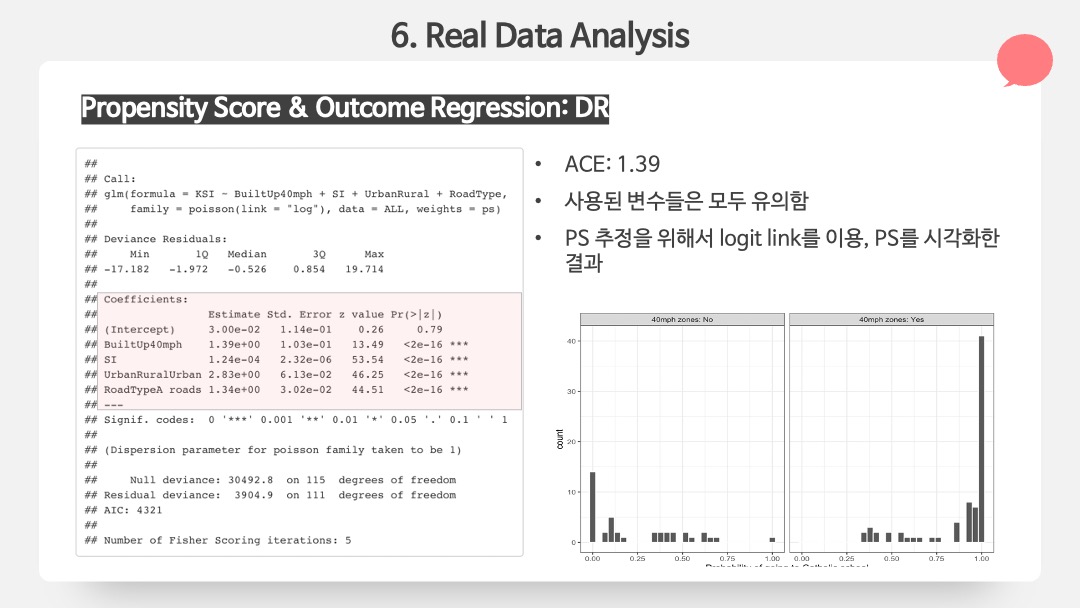 6. Real Data Analysis
Propensity Score & Outcome Regression: DR
##
## Call:
## glm(formula = KSI ~ BuiltUp40mph + SI + UrbanRural + RoadType,
##     family = poisson(link = "log"), data = ALL, weights = ps)
##
## Deviance Residuals:
##     Min       1Q   Median       3Q      Max
## -17.182   -1.972   -0.526    0.854   19.714
##
## Coefficients:
##                 Estimate Std. Error z value Pr(>|z|)
## (Intercept)     3.00e-02   1.14e-01    0.26     0.79
## BuiltUp40mph    1.39e+00   1.03e-01   13.49   <2e-16 ***
## SI              1.24e-04   2.32e-06   53.54   <2e-16 ***
## UrbanRuralUrban 2.83e+00   6.13e-02   46.25   <2e-16 ***
## RoadTypeA roads 1.34e+00   3.02e-02   44.51   <2e-16 ***
## ---
## Signif. codes:  0 '***' 0.001 '**' 0.01 '*' 0.05 '.' 0.1 ' ' 1
##
## (Dispersion parameter for poisson family taken to be 1)
##
##     Null deviance: 30492.8  on 115  degrees of freedom
## Residual deviance:  3904.9  on 111  degrees of freedom
## AIC: 4321
##
## Number of Fisher Scoring iterations: 5
• ACE: 1.39
• 사용된 변수들은 모두 유의함
• PS 추정을 위해서 logit link를 이용, PS를 시각화한
결과
40mph zones: No 40mph zones: Yes
40
30
20
10
0
count
0.00 0.25 0.50 0.75 1.00 0.00 0.25 0.50 0.75 1.00
Probability of going to Catholic school